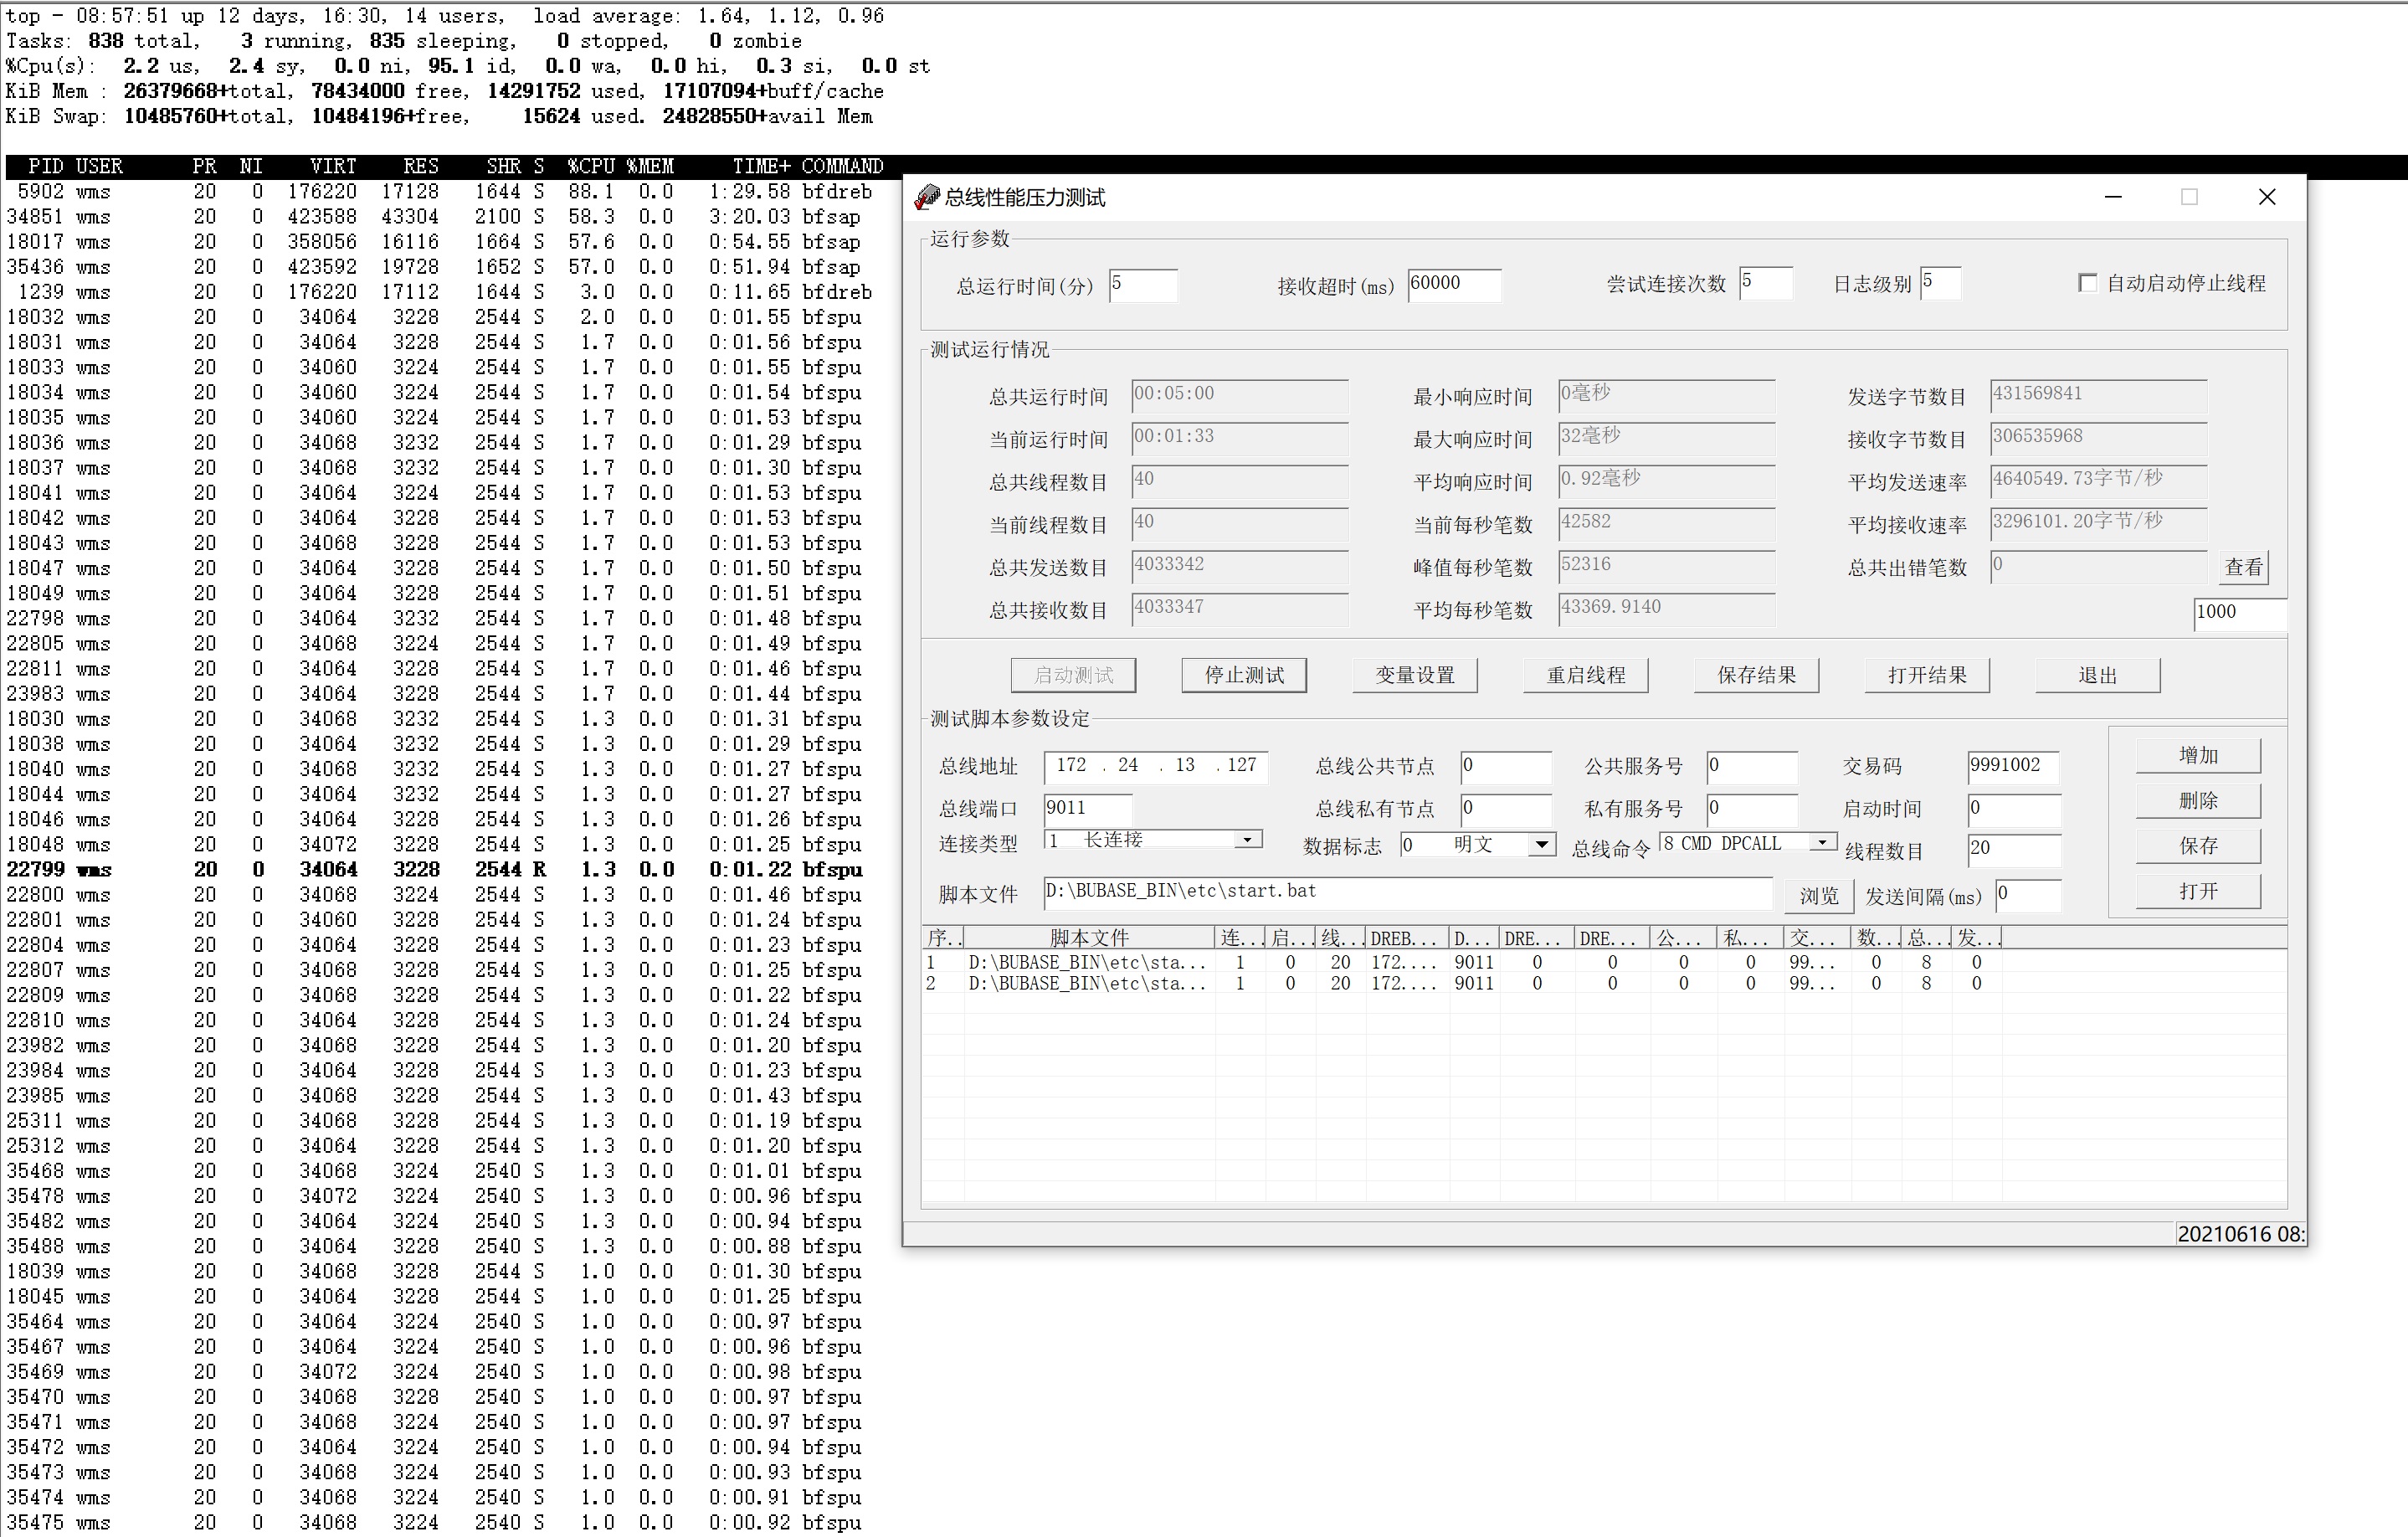 top - 08:57:51 up 12 days, 16:30, 14 users,  load average: 1.64, 1.12, 0.96
Tasks: 838 total,   3 running, 835 sleeping,   0 stopped,   0 zombie
%Cpu(s):  2.2 us,  2.4 sy,  0.0 ni, 95.1 id,  0.0 wa,  0.0 hi,  0.3 si,  0.0 st
KiB Mem : 26379668+total, 78434000 free, 14291752 used, 17107094+buff/cache
KiB Swap: 10485760+total, 10484196+free,    15624 used. 24828550+avail Mem
PID USER PR NI VIRT RES SHR S %CPU %MEM TIME+ COMMAND
5902 wms 20 0 176220 17128 1644 S 88.1 0.0 1:29.58 bfdreb
34851 wms 20 0 423588 43304 2100 S 58.3 0.0 3:20.03 bfsap
18017 wms 20 0 358056 16116 1664 S 57.6 0.0 0:54.55 bfsap
35436 wms 20 0 423592 19728 1652 S 57.0 0.0 0:51.94 bfsap
1239 wms 20 0 176220 17112 1644 S 3.0 0.0 0:11.65 bfdreb
18032 wms 20 0 34064 3228 2544 S 2.0 0.0 0:01.55 bfspu
18031 wms 20 0 34064 3228 2544 S 1.7 0.0 0:01.56 bfspu
18033 wms 20 0 34060 3224 2544 S 1.7 0.0 0:01.55 bfspu
18034 wms 20 0 34060 3224 2544 S 1.7 0.0 0:01.54 bfspu
18035 wms 20 0 34060 3224 2544 S 1.7 0.0 0:01.53 bfspu
18036 wms 20 0 34068 3232 2544 S 1.7 0.0 0:01.29 bfspu
18037 wms 20 0 34068 3232 2544 S 1.7 0.0 0:01.30 bfspu
18041 wms 20 0 34064 3224 2544 S 1.7 0.0 0:01.53 bfspu
18042 wms 20 0 34064 3228 2544 S 1.7 0.0 0:01.53 bfspu
18043 wms 20 0 34068 3228 2544 S 1.7 0.0 0:01.53 bfspu
18047 wms 20 0 34064 3228 2544 S 1.7 0.0 0:01.50 bfspu
18049 wms 20 0 34064 3228 2544 S 1.7 0.0 0:01.51 bfspu
22798 wms 20 0 34064 3232 2544 S 1.7 0.0 0:01.48 bfspu
22805 wms 20 0 34068 3224 2544 S 1.7 0.0 0:01.49 bfspu
22811 wms 20 0 34064 3228 2544 S 1.7 0.0 0:01.46 bfspu
23983 wms 20 0 34064 3228 2544 S 1.7 0.0 0:01.44 bfspu
18030 wms 20 0 34068 3232 2544 S 1.3 0.0 0:01.31 bfspu
18038 wms 20 0 34064 3232 2544 S 1.3 0.0 0:01.29 bfspu
18040 wms 20 0 34068 3232 2544 S 1.3 0.0 0:01.27 bfspu
18044 wms 20 0 34064 3232 2544 S 1.3 0.0 0:01.27 bfspu
18046 wms 20 0 34064 3228 2544 S 1.3 0.0 0:01.26 bfspu
18048 wms 20 0 34072 3228 2544 S 1.3 0.0 0:01.25 bfspu
22799 wms 20 0 34064 3228 2544 R 1.3 0.0 0:01.22 bfspu
22800 wms 20 0 34068 3224 2544 S 1.3 0.0 0:01.46 bfspu
22801 wms 20 0 34060 3228 2544 S 1.3 0.0 0:01.24 bfspu
22804 wms 20 0 34064 3228 2544 S 1.3 0.0 0:01.23 bfspu
22807 wms 20 0 34068 3228 2544 S 1.3 0.0 0:01.25 bfspu
22809 wms 20 0 34068 3228 2544 S 1.3 0.0 0:01.22 bfspu
22810 wms 20 0 34064 3228 2544 S 1.3 0.0 0:01.24 bfspu
23982 wms 20 0 34068 3228 2544 S 1.3 0.0 0:01.20 bfspu
23984 wms 20 0 34064 3228 2544 S 1.3 0.0 0:01.23 bfspu
23985 wms 20 0 34068 3228 2544 S 1.3 0.0 0:01.43 bfspu
25311 wms 20 0 34068 3228 2544 S 1.3 0.0 0:01.19 bfspu
25312 wms 20 0 34064 3228 2544 S 1.3 0.0 0:01.20 bfspu
35468 wms 20 0 34068 3224 2540 S 1.3 0.0 0:01.01 bfspu
35478 wms 20 0 34072 3224 2540 S 1.3 0.0 0:00.96 bfspu
35482 wms 20 0 34064 3224 2540 S 1.3 0.0 0:00.94 bfspu
35488 wms 20 0 34064 3228 2540 S 1.3 0.0 0:00.88 bfspu
18039 wms 20 0 34068 3228 2544 S 1.0 0.0 0:01.30 bfspu
18045 wms 20 0 34064 3228 2544 S 1.0 0.0 0:01.25 bfspu
35464 wms 20 0 34064 3224 2540 S 1.0 0.0 0:00.97 bfspu
35467 wms 20 0 34064 3224 2540 S 1.0 0.0 0:00.96 bfspu
35469 wms 20 0 34072 3224 2540 S 1.0 0.0 0:00.98 bfspu
35470 wms 20 0 34068 3228 2540 S 1.0 0.0 0:00.97 bfspu
35471 wms 20 0 34068 3224 2540 S 1.0 0.0 0:00.97 bfspu
35472 wms 20 0 34064 3224 2540 S 1.0 0.0 0:00.94 bfspu
35473 wms 20 0 34068 3224 2540 S 1.0 0.0 0:00.93 bfspu
35474 wms 20 0 34068 3224 2540 S 1.0 0.0 0:00.91 bfspu
35475 wms 20 0 34068 3224 2540 S 1.0 0.0 0:00.92 bfspu
总线性能压力测试
运行参数
总运行时间(分) 5 接收超时(ms) 60000 尝试连接次数 5 日志级别 5 自动启动停止线程
测试运行情况
总共运行时间 00:05:00 最小响应时间 0毫秒 发送字节数目 431569841
当前运行时间 00:01:33 最大响应时间 32毫秒 接收字节数目 306535968
总共线程数目 40 平均响应时间 0.92毫秒 平均发送速率 4640549.73字节/秒
当前线程数目 40 当前每秒笔数 42582 平均接收速率 3296101.20字节/秒
总共发送数目 4033342 峰值每秒笔数 52316 总共出错笔数 0 查看
总共接收数目 4033347 平均每秒笔数 43369.9140 1000
启动测试 停止测试 变量设置 重启线程 保存结果 打开结果 退出
测试脚本参数设定
总线地址 172 . 24 . 13 . 127 总线公共节点 0 公共服务号 0 交易码 9991002 增加
总线端口 9011 总线私有节点 0 私有服务号 0 启动时间 0 删除
连接类型 1 长连接 数据标志 0 明文 总线命令 8 CMD DPCALL 线程数目 20 保存
脚本文件 D:\BUBASE_BIN\etc\start.bat 浏览 发送间隔(ms) 0 打开
序.. 脚本文件 连... 启... 线... DREB... D... DRE... DRE... 公... 私... 交... 数... 总... 发...
1 D:\BUBASE_BIN\etc\sta... 1 0 20 172.... 9011 0 0 0 0 99... 0 8 0
2 D:\BUBASE_BIN\etc\sta... 1 0 20 172.... 9011 0 0 0 0 99... 0 8 0
20210616 08: